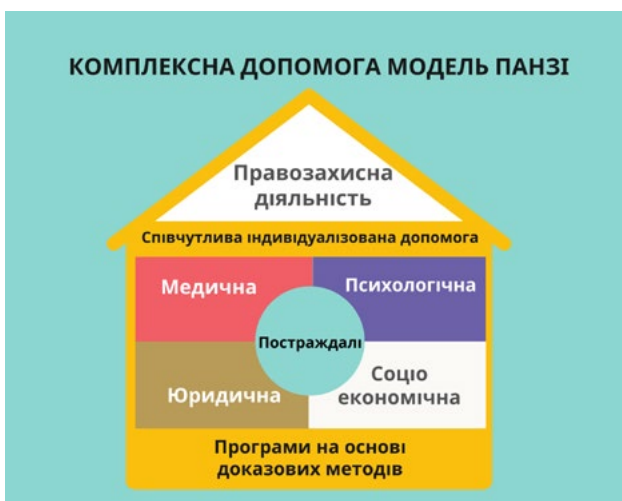 КОМПЛЕКСНА ДОПОМОГА МОДЕЛЬ ПАНЗІ
Правозахисна
діяльність
Співчутлива індивідуалізована допомога
Медична
Психологічна
Постраждалі
Юридична
Соціо
економічна
Програми на основі
доказових методів